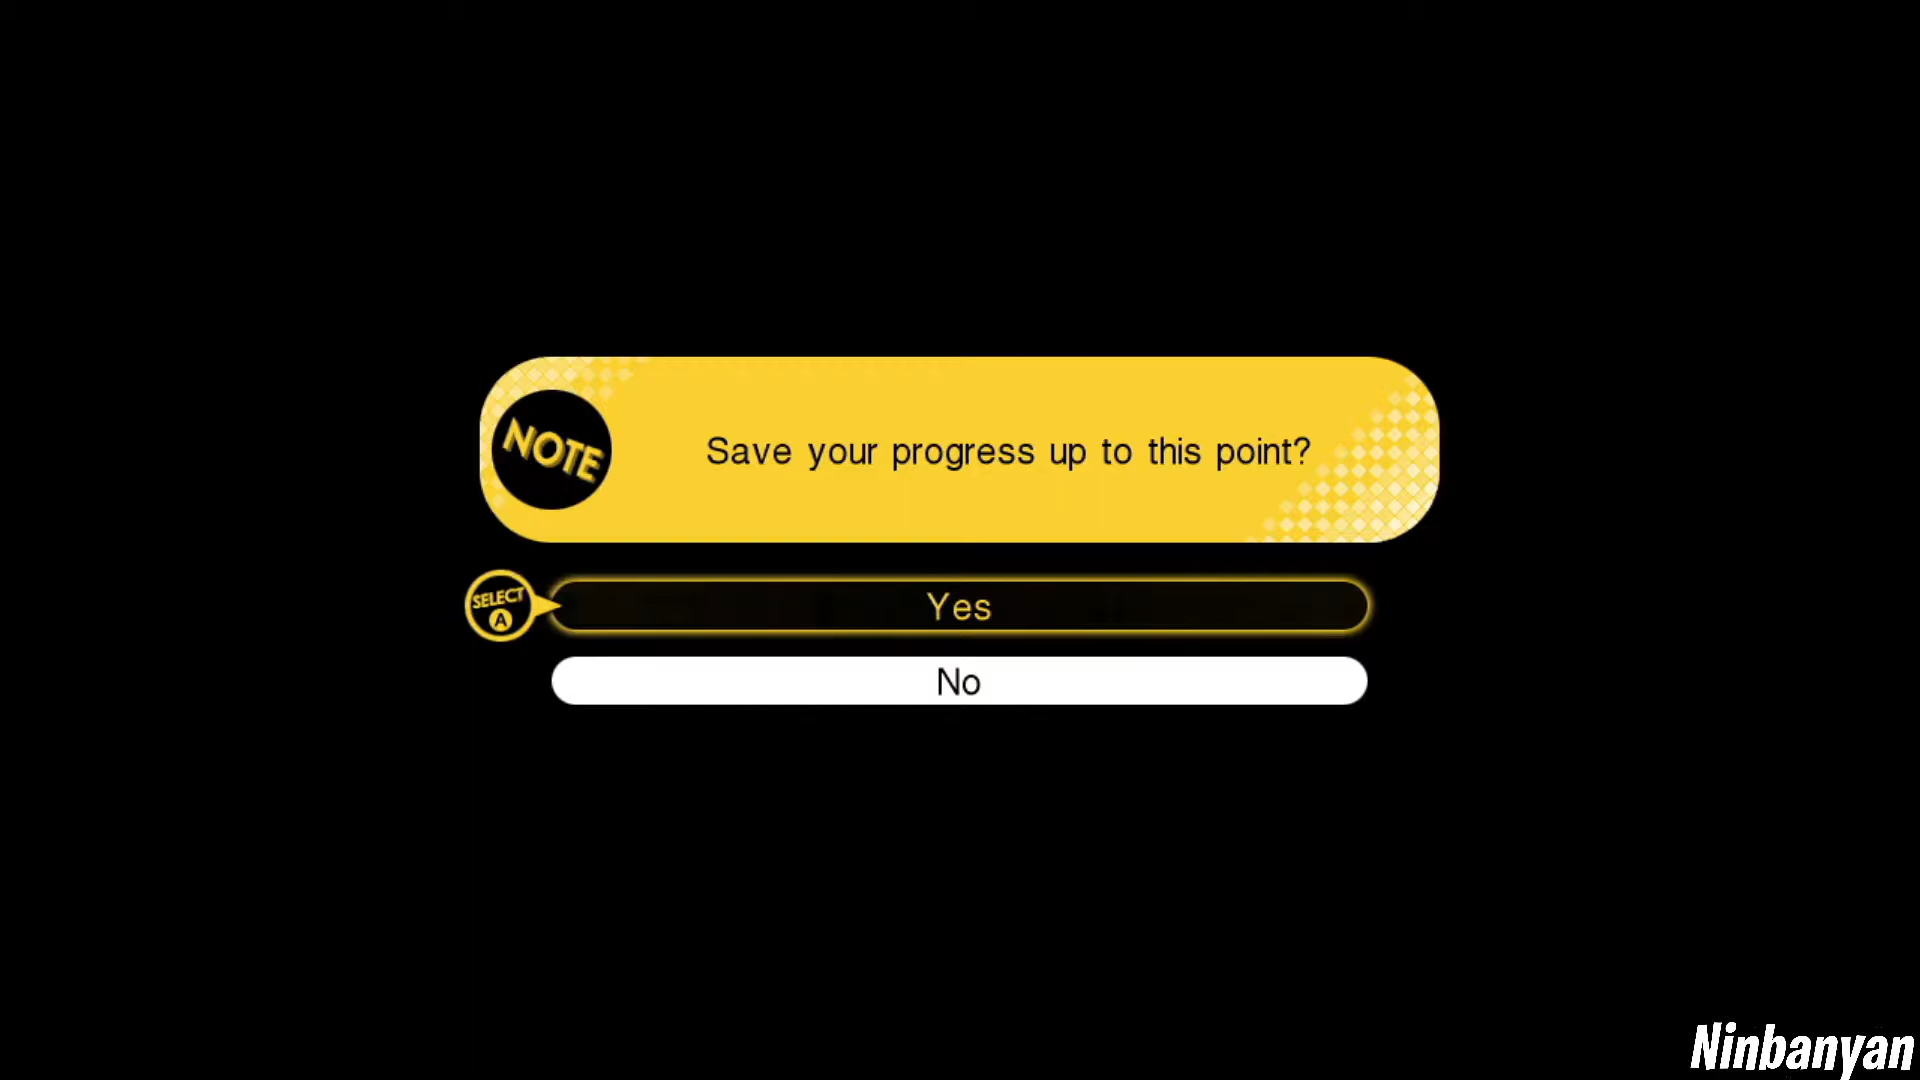 NOTE
Save your progress up to this point?
SELECT
A
Yes
No
Ninbanyan